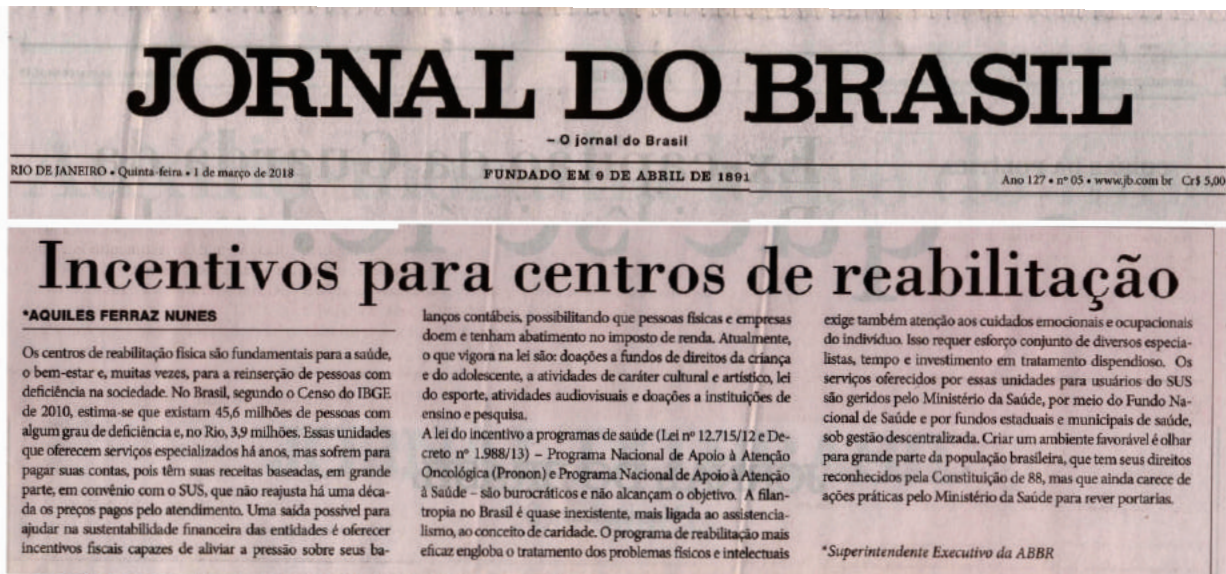 JORNAL DO BRASIL
– O jornal do Brasil
RIO DE JANEIRO • Quinta-feira • 1 de março de 2018
FUNDADO EM 9 DE ABRIL DE 1891
Ano 127 • nº 05 • www.jb.com br Cr$ 5,00
Incentivos para centros de reabilitação
*AQUILES FERRAZ NUNES
Os centros de reabilitação física são fundamentais para a saúde,
o bem-estar e, muitas vezes, para a reinserção de pessoas com
deficiência na sociedade. No Brasil, segundo o Censo do IBGE
de 2010, estima-se que existam 45,6 milhões de pessoas com
algum grau de deficiência e, no Rio, 3,9 milhões. Essas unidades
que oferecem serviços especializados há anos, mas sofrem para
pagar suas contas, pois têm suas receitas baseadas, em grande
parte, em convênio com o SUS, que não reajusta há uma déca-
da os preços pagos pelo atendimento. Uma saída possível para
ajudar na sustentabilidade financeira das entidades é oferecer
incentivos fiscais capazes de aliviar a pressão sobre seus ba-
lanços contábeis, possibilitando que pessoas físicas e empresas
doem e tenham abatimento no imposto de renda. Atualmente,
o que vigora na lei são: doações a fundos de direitos da criança
e do adolescente, a atividades de caráter cultural e artístico, lei
do esporte, atividades audiovisuais e doações a instituições de
ensino e pesquisa.
A lei do incentivo a programas de saúde (Lei nº 12.715/12 e De-
creto nº 1.988/13) – Programa Nacional de Apoio à Atenção
Oncológica (Pronon) e Programa Nacional de Apoio à Atenção
à Saúde – são burocráticos e não alcançam o objetivo. A filan-
tropia no Brasil é quase inexistente, mais ligada ao assistencia-
lismo, ao conceito de caridade. O programa de reabilitação mais
eficaz engloba o tratamento dos problemas físicos e intelectuais
exige também atenção aos cuidados emocionais e ocupacionais
do indivíduo. Isso requer esforço conjunto de diversos especia-
listas, tempo e investimento em tratamento dispendioso. Os
serviços oferecidos por essas unidades para usuários do SUS
são geridos pelo Ministério da Saúde, por meio do Fundo Na-
cional de Saúde e por fundos estaduais e municipais de saúde,
sob gestão descentralizada. Criar um ambiente favorável é olhar
para grande parte da população brasileira, que tem seus direitos
reconhecidos pela Constituição de 88, mas que ainda carece de
ações práticas pelo Ministério da Saúde para rever portarias.
*Superintendente Executivo da ABBR